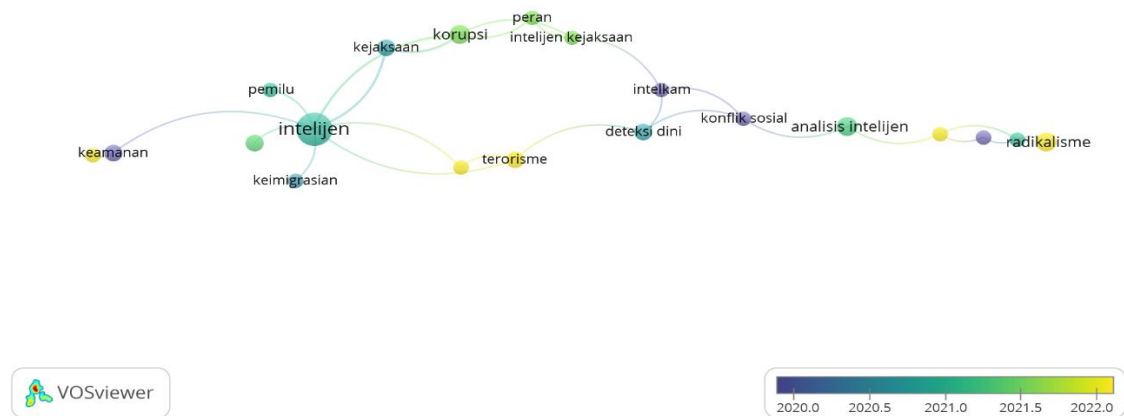 peran
korupsi
intelijen kejaksaan
kejaksaan
pemilu
intelkam
intelijen
deteksi dini
konflik sosial
analisis intelijen
radikalisme
keamanan
terorisme
keimigrasian
VOSviewer
2020.0 2020.5 2021.0 2021.5 2022.0